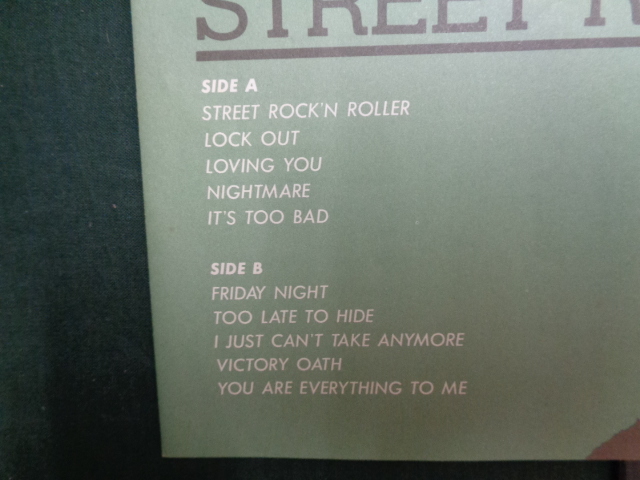 STREET R
SIDE A
STREET ROCK'N ROLLER
LOCK OUT
LOVING YOU
NIGHTMARE
IT'S TOO BAD
SIDE B
FRIDAY NIGHT
TOO LATE TO HIDE
I JUST CAN'T TAKE ANYMORE
VICTORY OATH
YOU ARE EVERYTHING TO ME